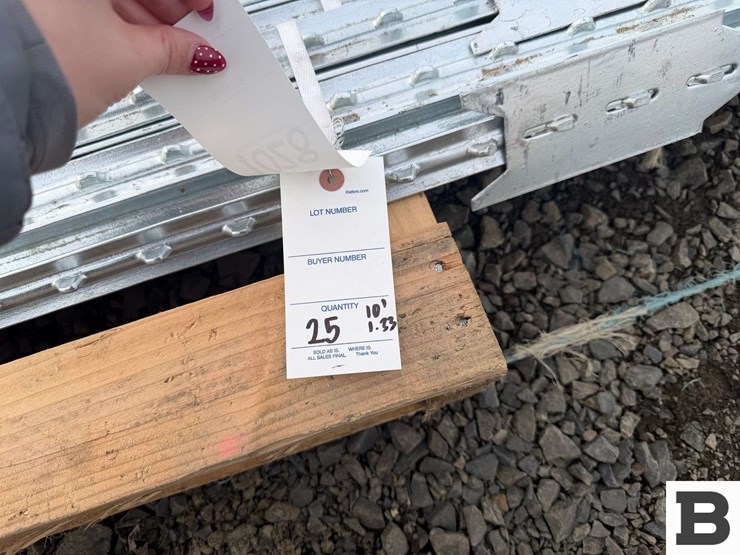 LOT NUMBER
BUYER NUMBER
QUANTITY 10'
25 1.33
SOLD AS IS. WHERE IS.
ALL SALES FINAL. Thank You
B